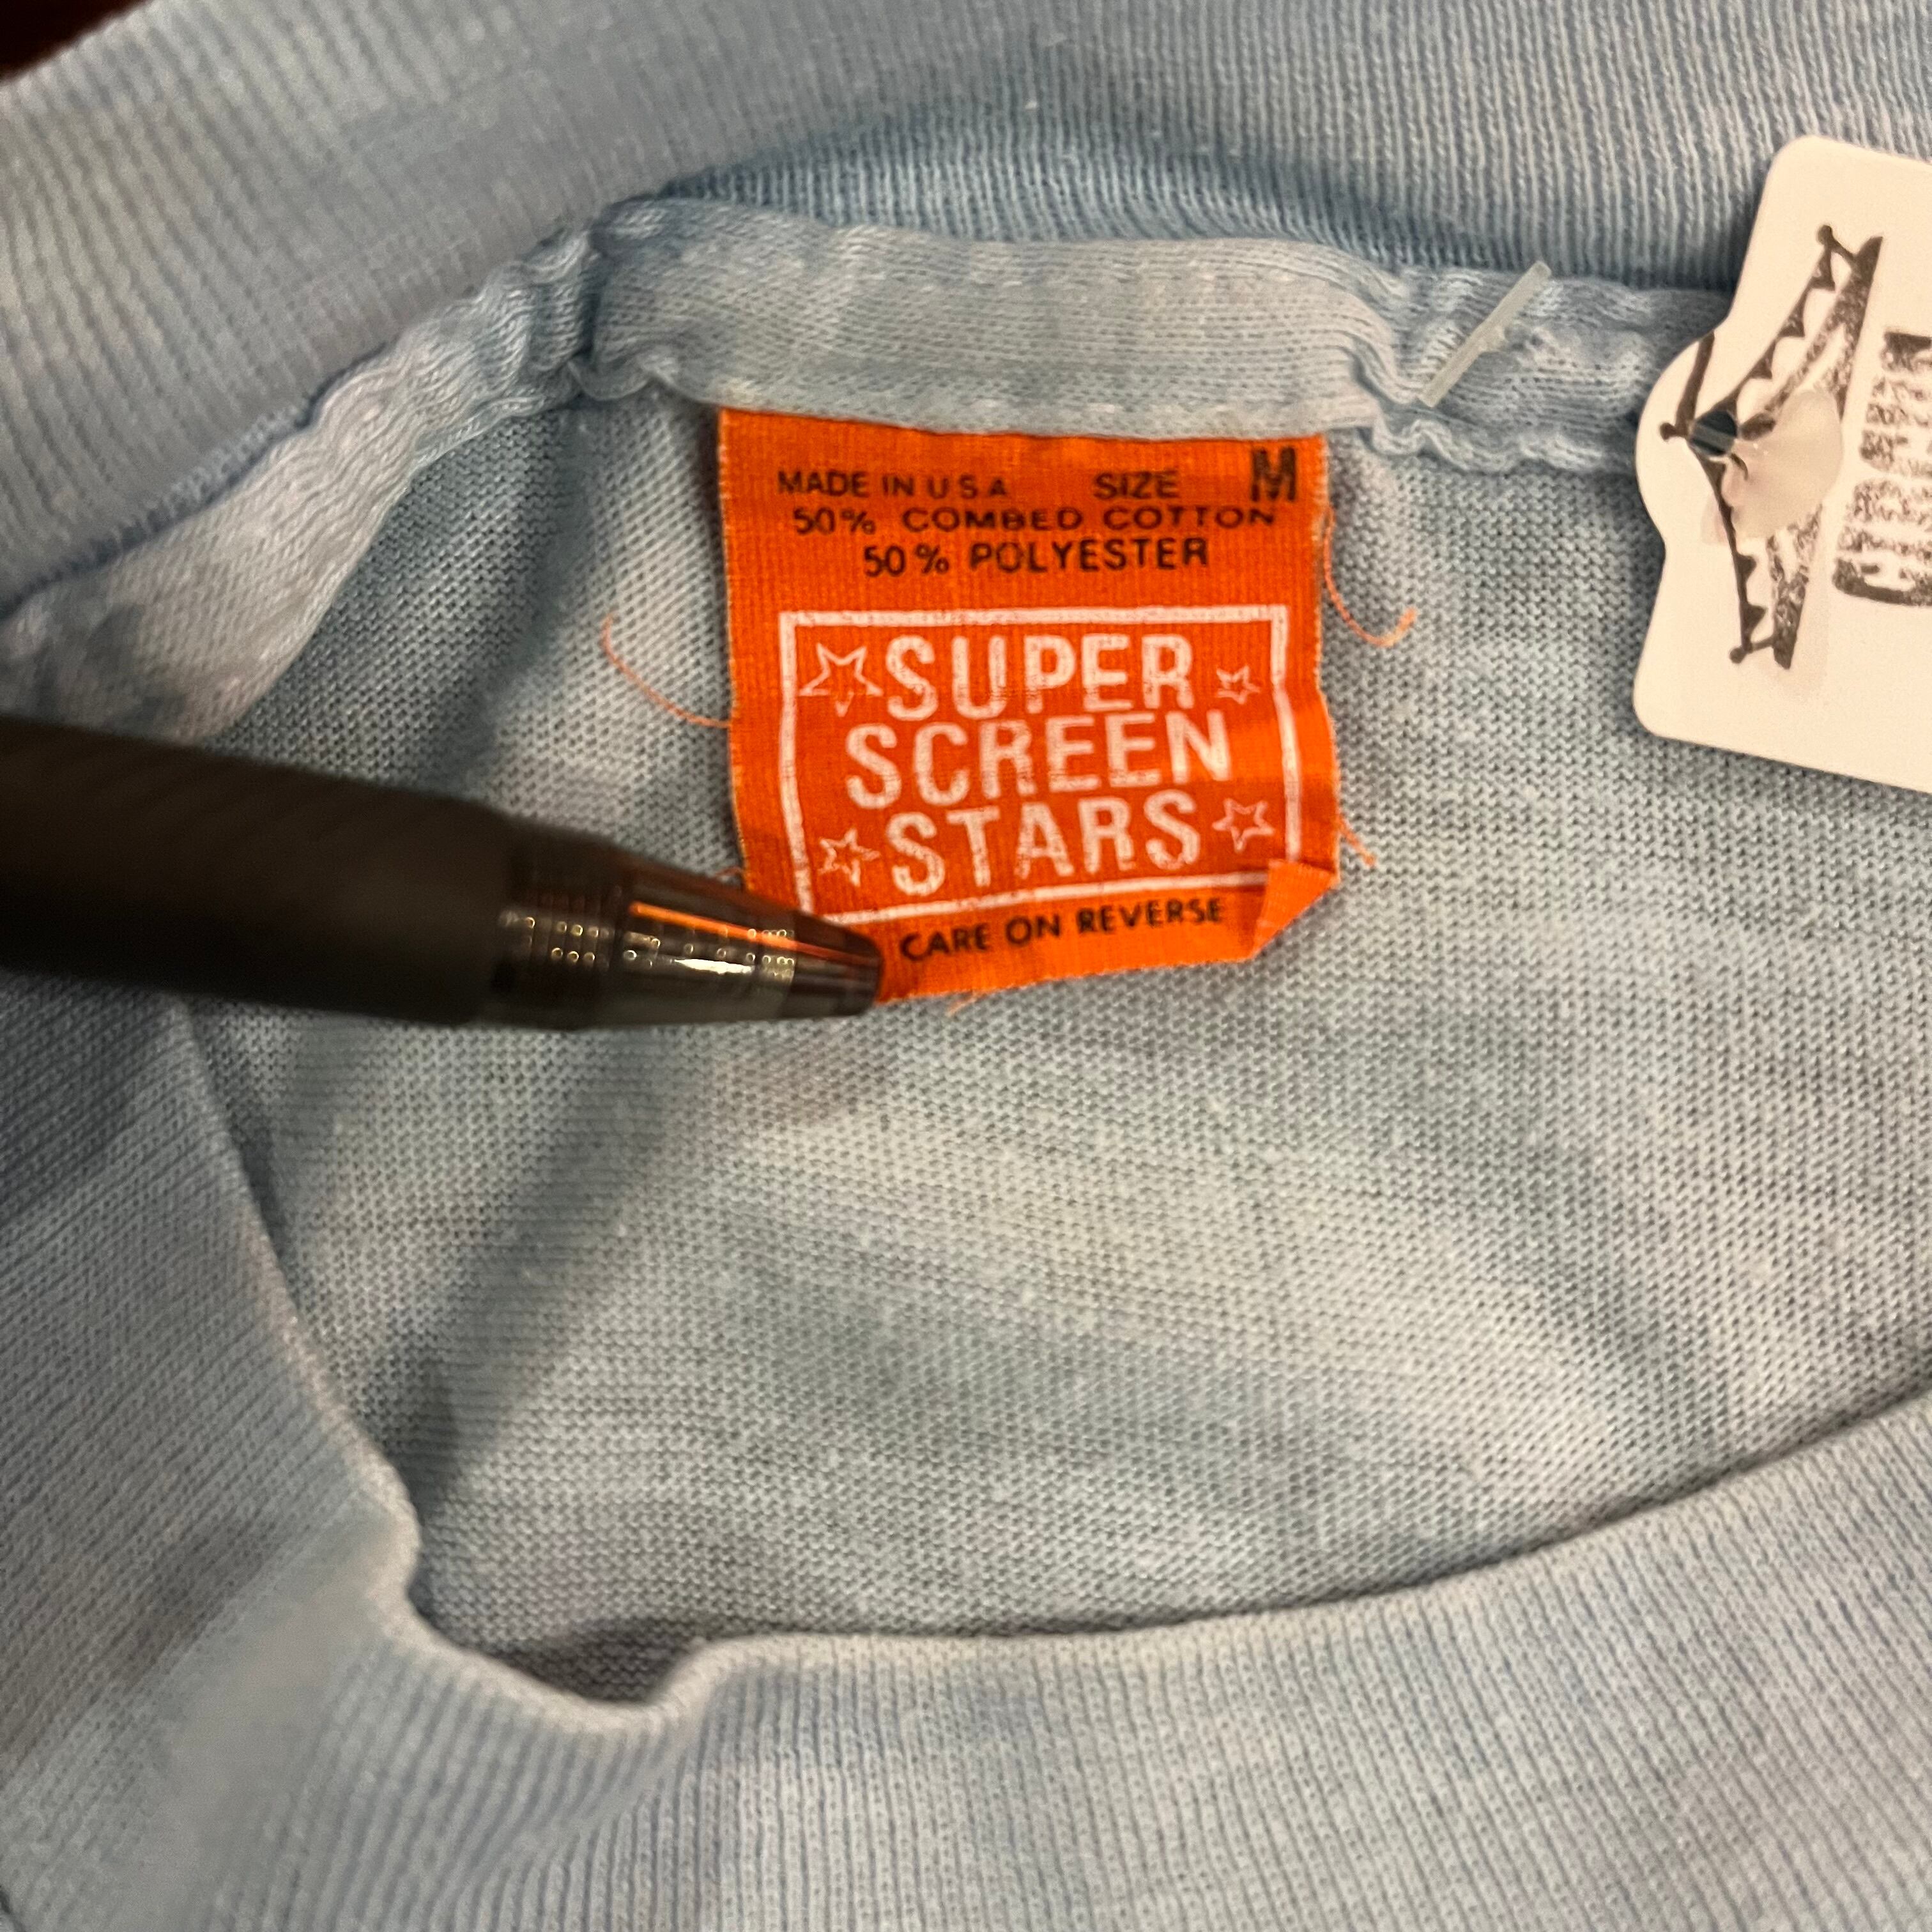 MADE IN U S A SIZE M
50% COMBED COTTON
50% POLYESTER
SUPER
SCREEN
STARS
CARE ON REVERSE